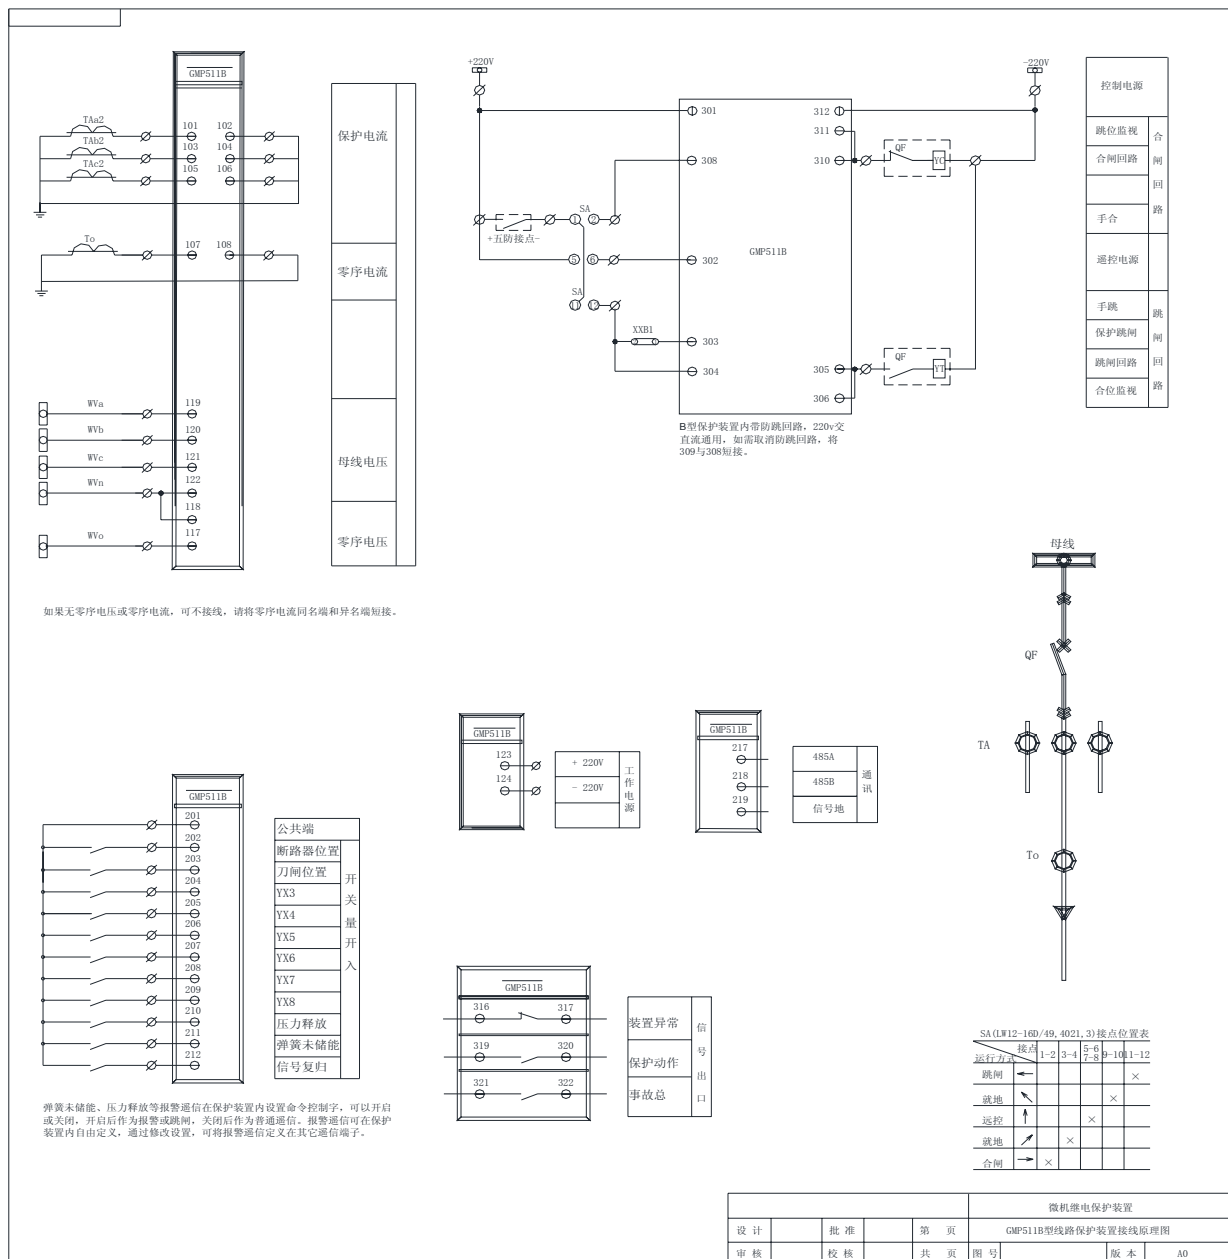 GMP511B
TAa2
101
102
TAb2
103
104
TAc2
105
106
To
107
108
WVa
119
WVb
120
WVc
121
WVn
122
118
117
WVo
保护电流
零序电流
母线电压
零序电压
如果无零序电压或零序电流，可不接线，请将零序电流同名端和异名端短接。
+220V
-220V
301
312
311
308
310
QF
YC
SA
1
2
+五防接点-
5
6
302
GMP511B
SA
11
12
XXB1
303
304
305
QF
YT
306
B型保护装置内带防跳回路，220v交
直流通用，如需取消防跳回路，将
309与308短接。
控制电源
跳位监视
合闸回路
手合
合闸回路
遥控电源
手跳
保护跳闸
跳闸回路
合位监视
跳闸回路
母线
QF
TA
To
GMP511B
123
124
+ 220V
- 220V
工作电源
GMP511B
217
218
219
485A
485B
信号地
通讯
GMP511B
201
202
203
204
205
206
207
208
209
210
211
212
公共端
断路器位置
刀闸位置
YX3
YX4
YX5
YX6
YX7
YX8
压力释放
弹簧未储能
信号复归
开关量开入
弹簧未储能、压力释放等报警遥信在保护装置内设置命令控制字，可以开启
或关闭，开启后作为报警或跳闸，关闭后作为普通遥信。报警遥信可在保护
装置内自由定义，通过修改设置，可将报警遥信定义在其它遥信端子。
GMP511B
316
317
319
320
321
322
装置异常
保护动作
事故总
信号出口
SA(LW12-16D/49,4021,3)接点位置表
接点
运行方式
1-2
3-4
5-6
7-8
9-10
11-12
跳闸 ×
就地 ×
远控 ×
就地 ×
合闸 ×
微机继电保护装置
设 计
批 准
第 页
GMP511B型线路保护装置接线原理图
审 核
校 核
共 页
图 号
版 本
A0